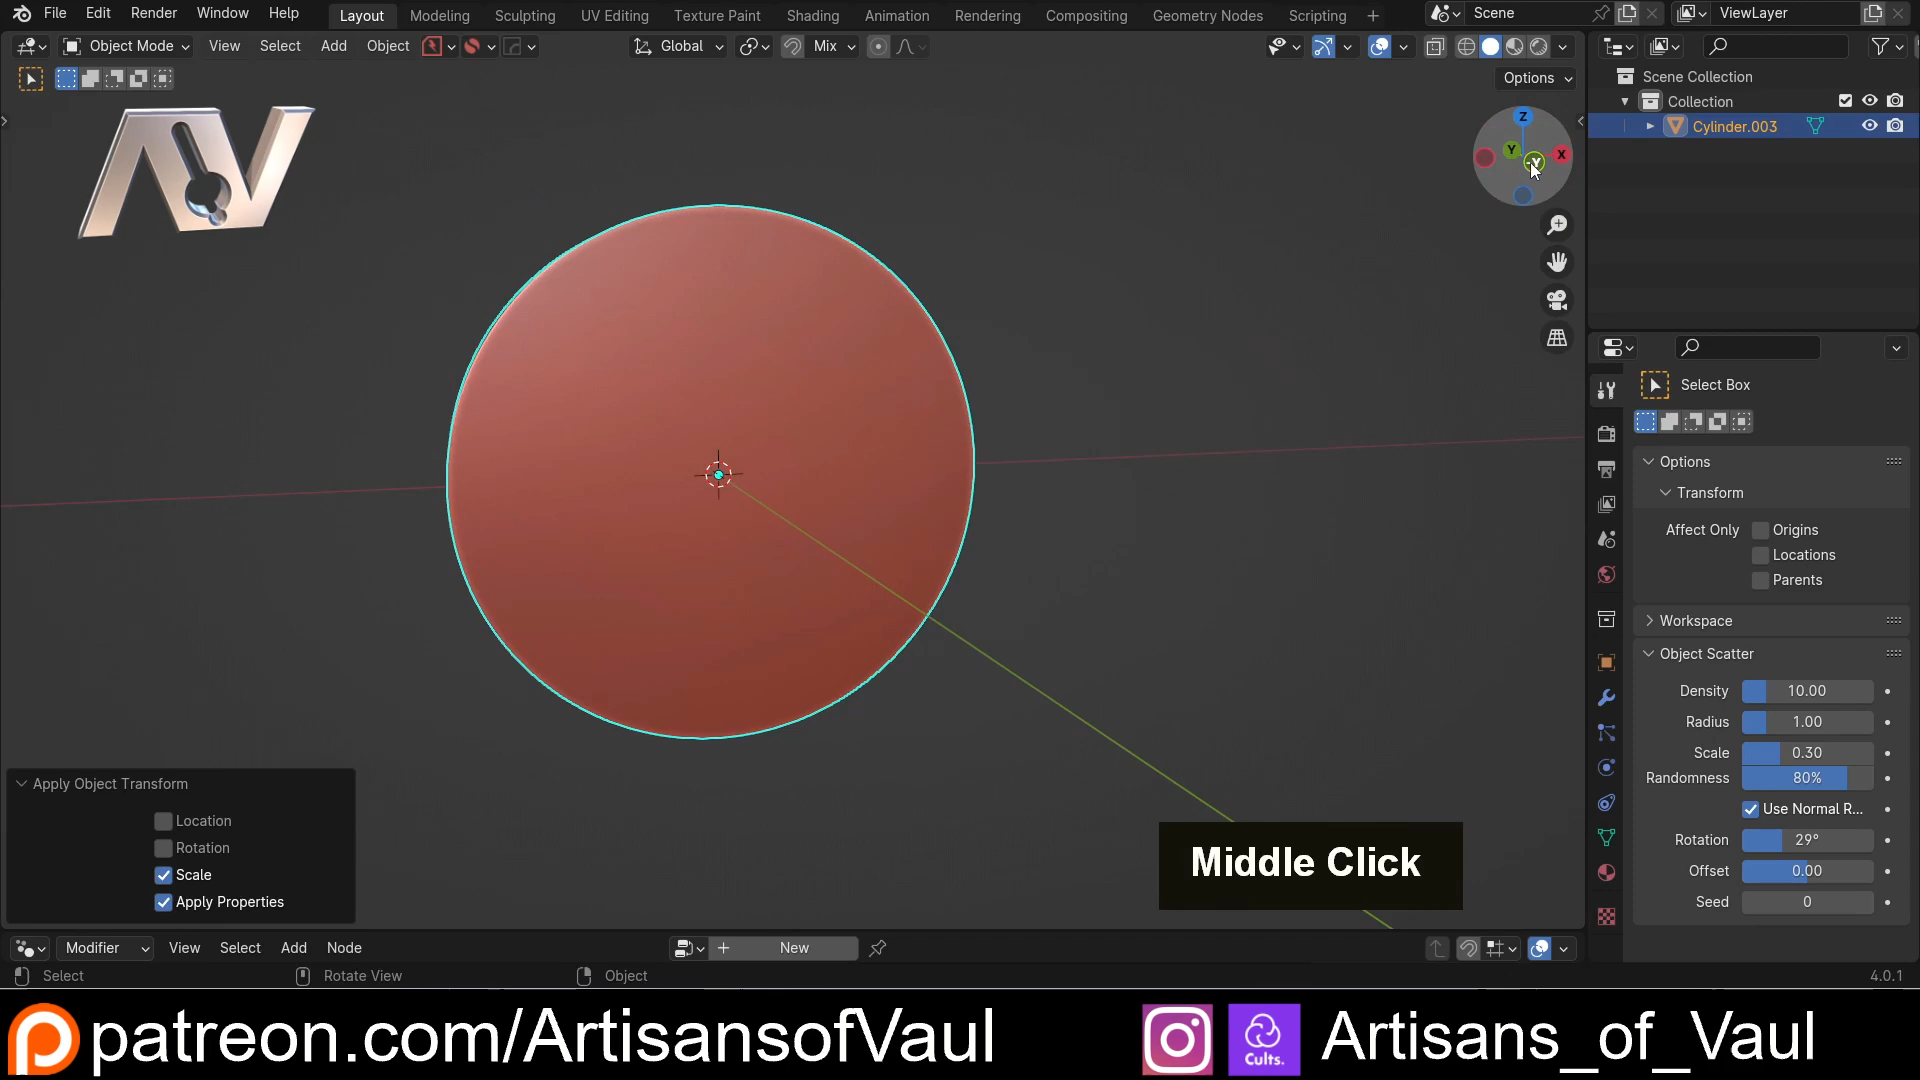 File Edit Render Window Help Layout Modeling Sculpting UV Editing Texture Paint Shading Animation Rendering Compositing Geometry Nodes Scripting + Scene ViewLayer
Object Mode View Select Add Object Global Mix
Options
Scene Collection
Collection
Cylinder.003
Z
Y
-Y
X
AV
Select Box
Options
Transform
Affect Only Origins
Locations
Parents
Workspace
Object Scatter
Density 10.00
Radius 1.00
Scale 0.30
Randomness 80%
Use Normal R...
Rotation 29°
Offset 0.00
Seed 0
Apply Object Transform
Location
Rotation
Scale
Apply Properties
Middle Click
Modifier View Select Add Node + New
Select Rotate View Object 4.0.1
patreon.com/ArtisansofVaul Cults. Artisans_of_Vaul